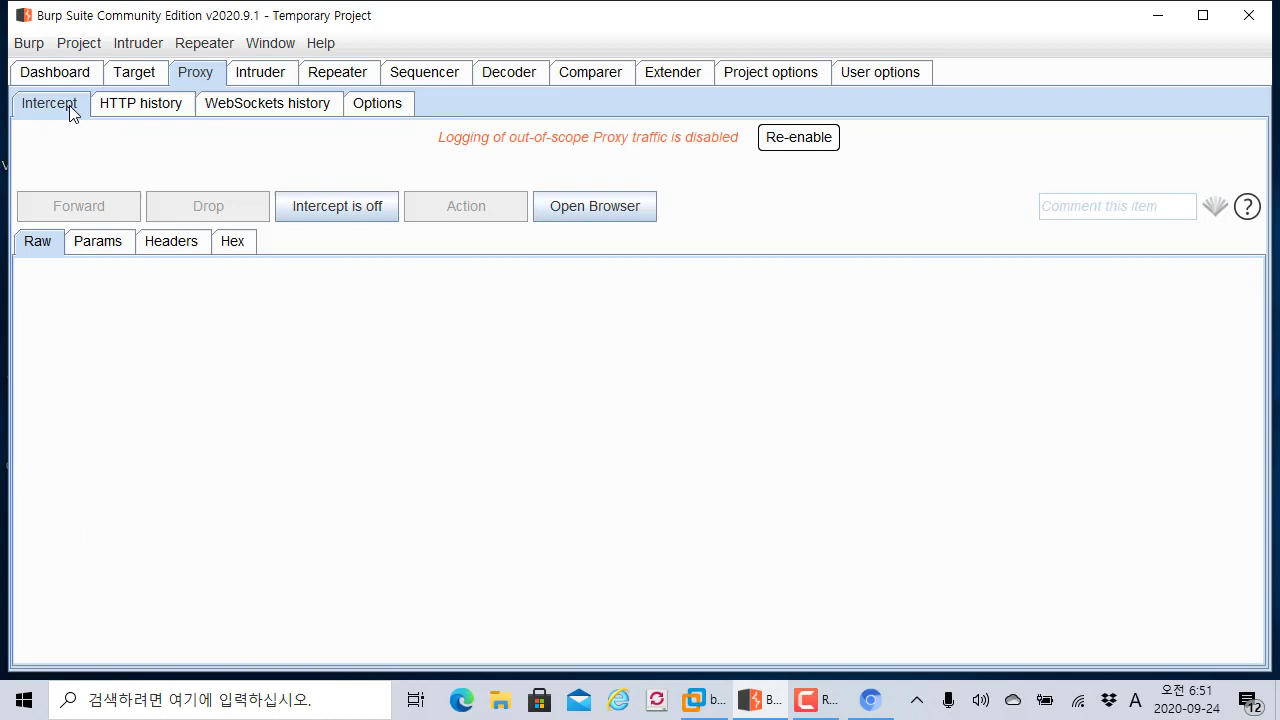 Burp Suite Community Edition v2020.9.1 - Temporary Project
Burp Project Intruder Repeater Window Help
Dashboard Target Proxy Intruder Repeater Sequencer Decoder Comparer Extender Project options User options
Intercept HTTP history WebSockets history Options
Logging of out-of-scope Proxy traffic is disabled Re-enable
Forward Drop Intercept is off Action Open Browser Comment this item ?
Raw Params Headers Hex
검색하려면 여기에 입력하십시오. b... B... R... A 오전 6:51
2020-09-24 12